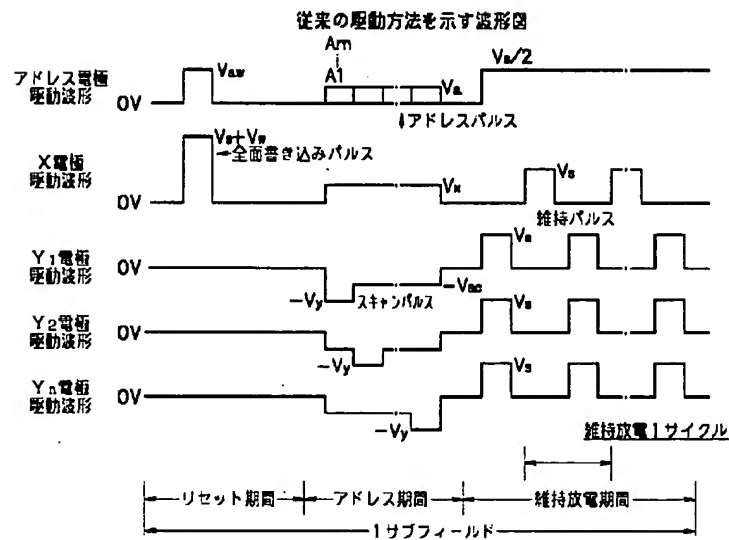 従来の駆動方法を示す波形図
Am
A1
Vs/2
アドレス電極
駆動波形
0V
Vaw
Va
アドレスパルス
Vs+Vw
全面書き込みパルス
X電極
駆動波形
0V
Vx
Vs
維持パルス
Y1電極
駆動波形
0V
Vs
-Vy
スキャンパルス
-Vsc
Y2電極
駆動波形
0V
Vs
-Vy
Yn電極
駆動波形
0V
Vs
-Vy
維持放電1サイクル
リセット期間
アドレス期間
維持放電期間
1サブフィールド